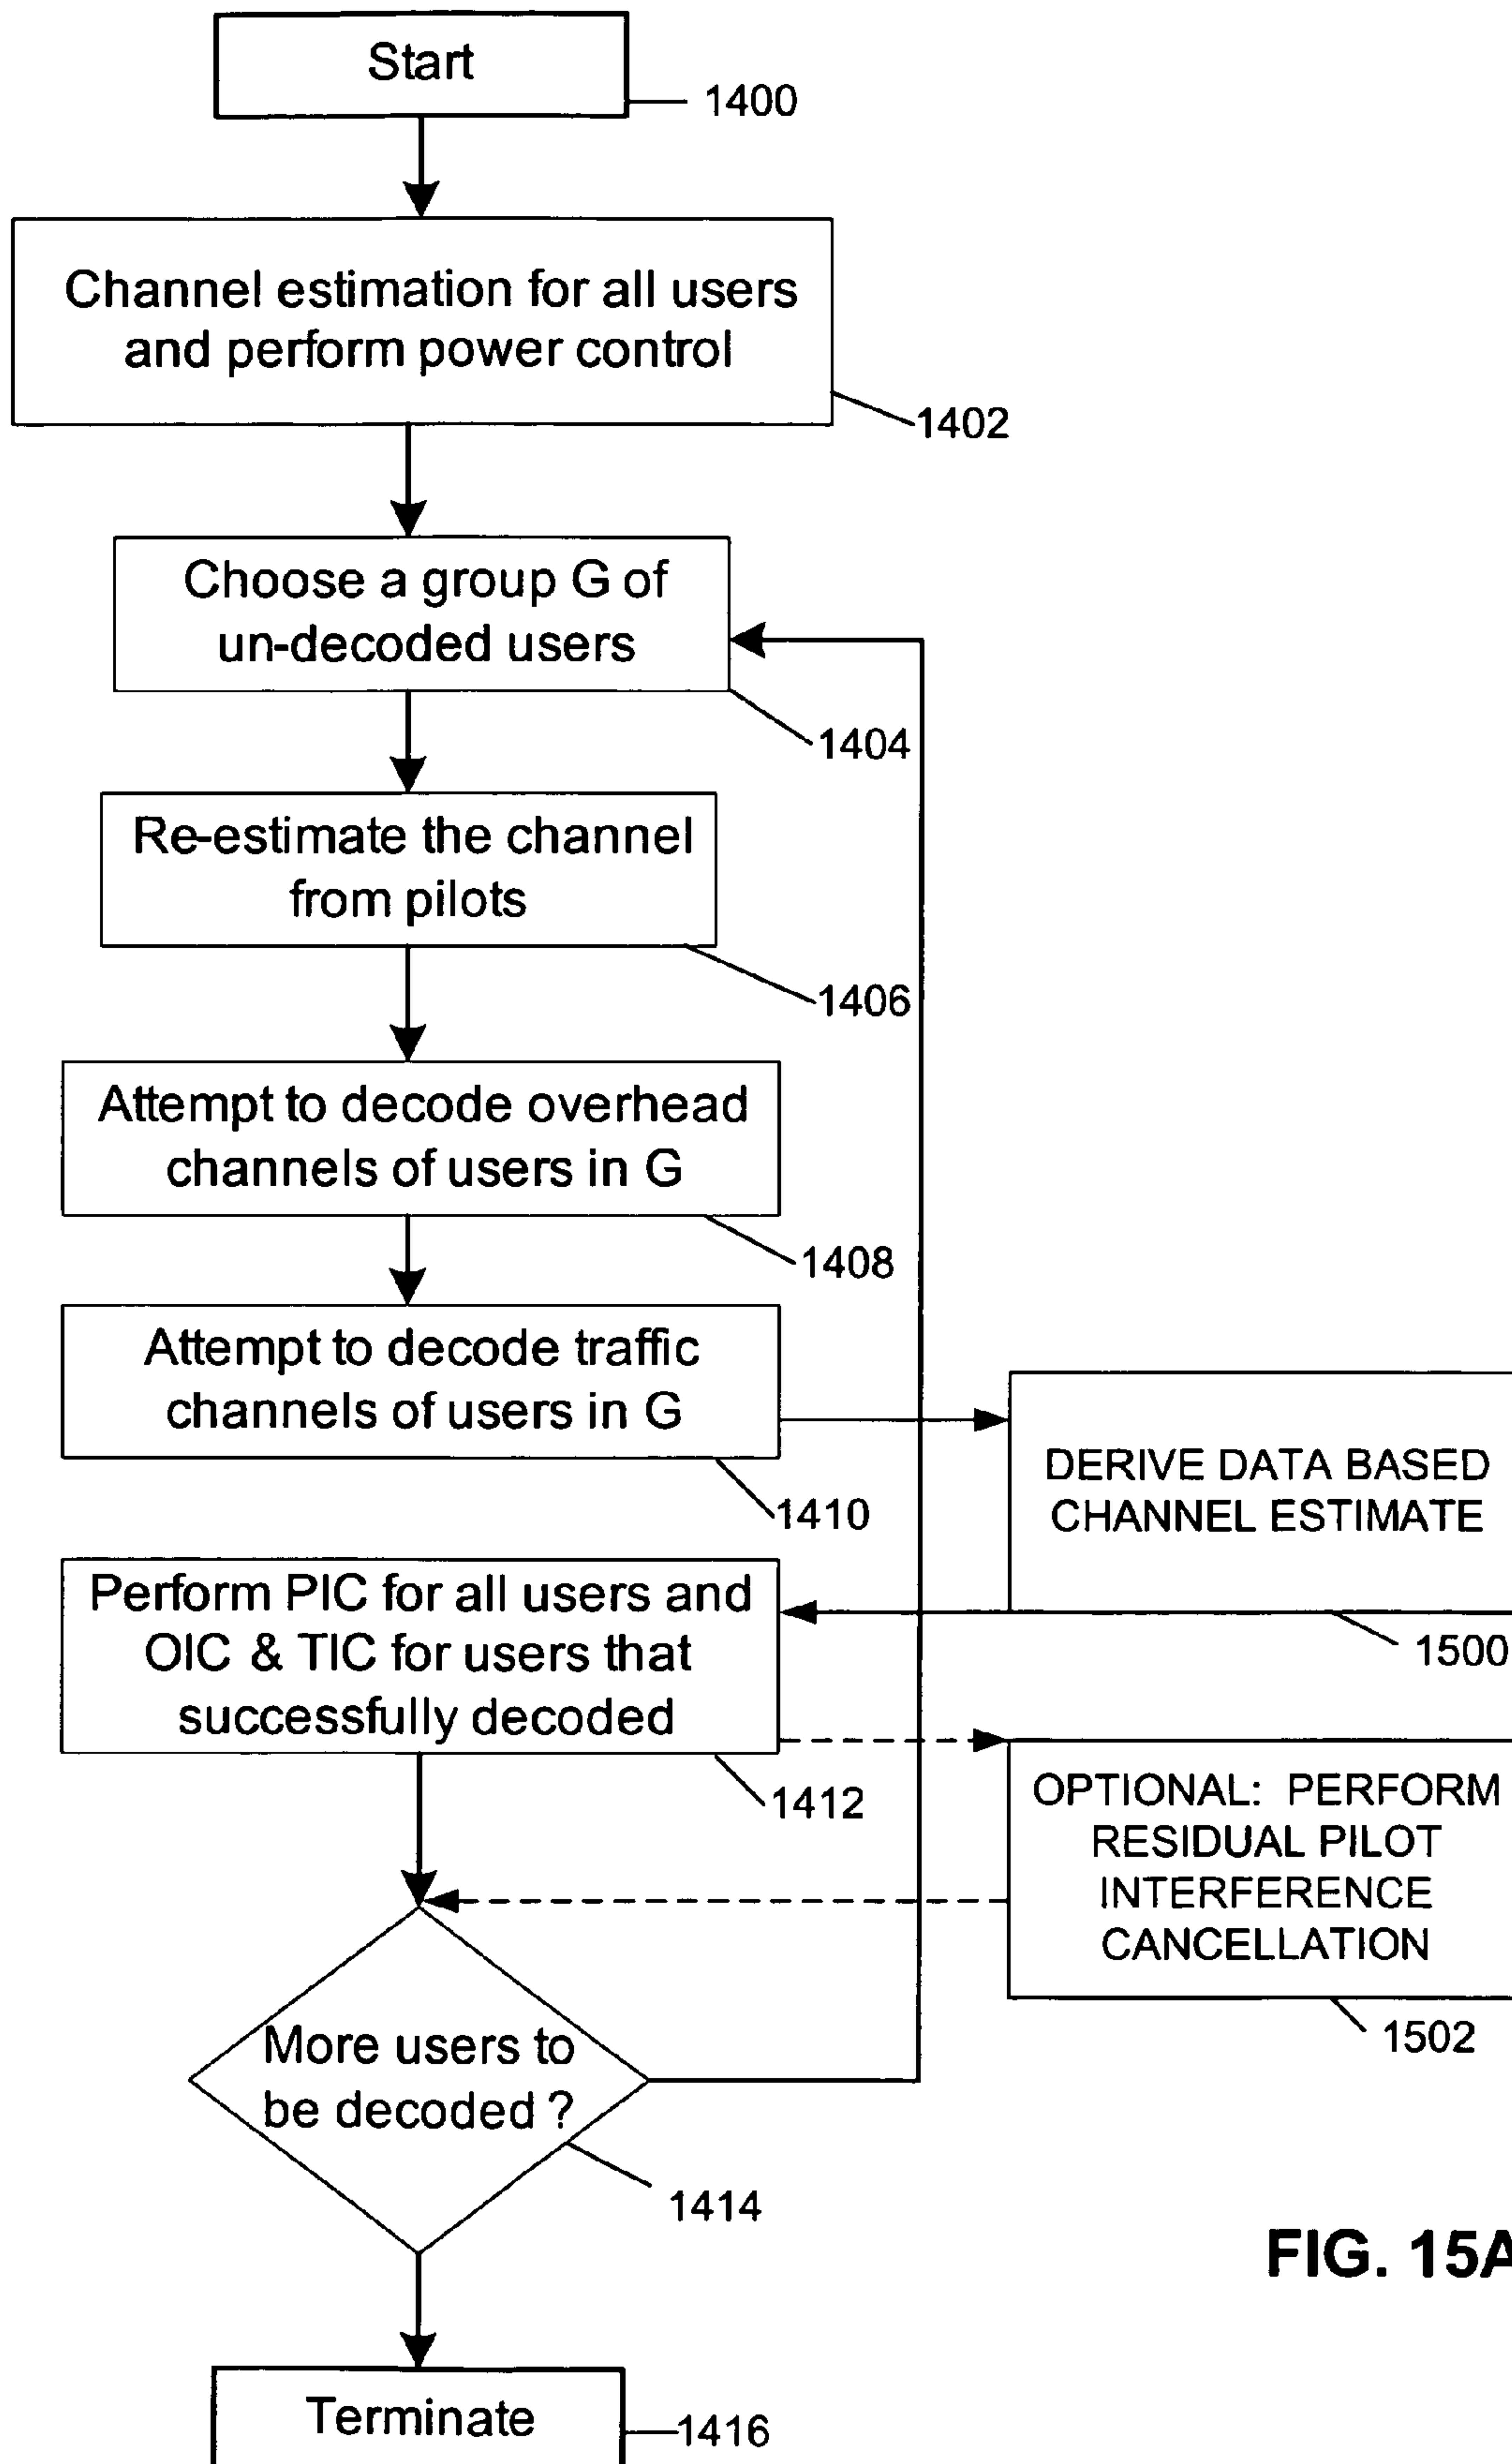 Start
1400
Channel estimation for all users
and perform power control
1402
Choose a group G of
un-decoded users
1404
Re-estimate the channel
from pilots
1406
Attempt to decode overhead
channels of users in G
1408
Attempt to decode traffic
channels of users in G
1410
DERIVE DATA BASED
CHANNEL ESTIMATE
1500
Perform PIC for all users and
OIC & TIC for users that
successfully decoded
1412
OPTIONAL: PERFORM
RESIDUAL PILOT
INTERFERENCE
CANCELLATION
1502
More users to
be decoded ?
1414
FIG. 15A
Terminate
1416